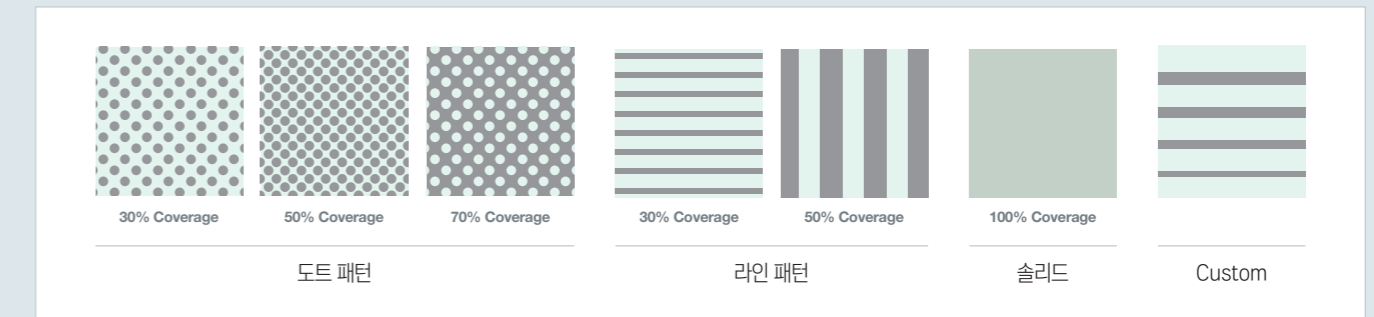 30% Coverage
50% Coverage
70% Coverage
30% Coverage
50% Coverage
100% Coverage
도트 패턴
라인 패턴
솔리드
Custom